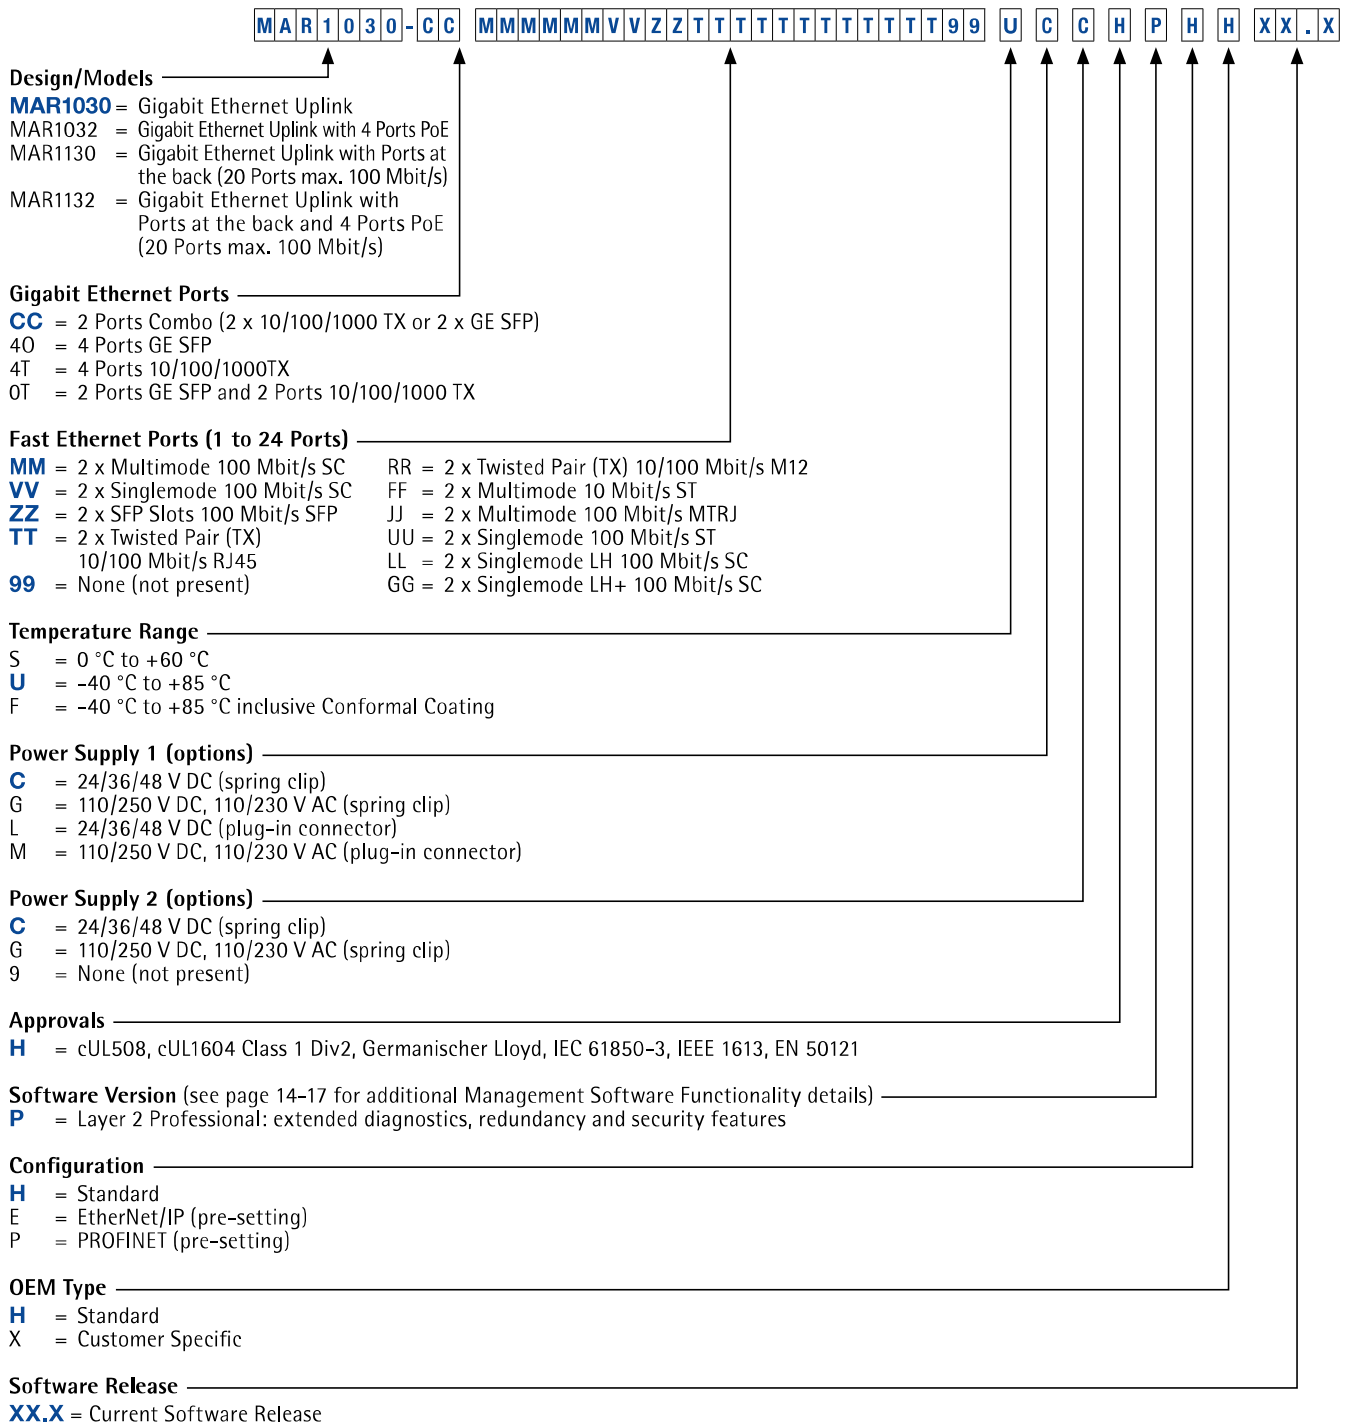 MAR1030-CC MMMMMMVVZZTTTTTTTTTTTT99 U C C H P H H XX.X
Design/Models
MAR1030 = Gigabit Ethernet Uplink
MAR1032 = Gigabit Ethernet Uplink with 4 Ports PoE
MAR1130 = Gigabit Ethernet Uplink with Ports at
the back (20 Ports max. 100 Mbit/s)
MAR1132 = Gigabit Ethernet Uplink with
Ports at the back and 4 Ports PoE
(20 Ports max. 100 Mbit/s)
Gigabit Ethernet Ports
CC = 2 Ports Combo (2 x 10/100/1000 TX or 2 x GE SFP)
4O = 4 Ports GE SFP
4T = 4 Ports 10/100/1000TX
0T = 2 Ports GE SFP and 2 Ports 10/100/1000 TX
Fast Ethernet Ports (1 to 24 Ports)
MM = 2 x Multimode 100 Mbit/s SC
VV = 2 x Singlemode 100 Mbit/s SC
ZZ = 2 x SFP Slots 100 Mbit/s SFP
TT = 2 x Twisted Pair (TX)
10/100 Mbit/s RJ45
99 = None (not present)
RR = 2 x Twisted Pair (TX) 10/100 Mbit/s M12
FF = 2 x Multimode 10 Mbit/s ST
JJ = 2 x Multimode 100 Mbit/s MTRJ
UU = 2 x Singlemode 100 Mbit/s ST
LL = 2 x Singlemode LH 100 Mbit/s SC
GG = 2 x Singlemode LH+ 100 Mbit/s SC
Temperature Range
S = 0 °C to +60 °C
U = -40 °C to +85 °C
F = -40 °C to +85 °C inclusive Conformal Coating
Power Supply 1 (options)
C = 24/36/48 V DC (spring clip)
G = 110/250 V DC, 110/230 V AC (spring clip)
L = 24/36/48 V DC (plug-in connector)
M = 110/250 V DC, 110/230 V AC (plug-in connector)
Power Supply 2 (options)
C = 24/36/48 V DC (spring clip)
G = 110/250 V DC, 110/230 V AC (spring clip)
9 = None (not present)
Approvals
H = cUL508, cUL1604 Class 1 Div2, Germanischer Lloyd, IEC 61850-3, IEEE 1613, EN 50121
Software Version (see page 14-17 for additional Management Software Functionality details)
P = Layer 2 Professional: extended diagnostics, redundancy and security features
Configuration
H = Standard
E = EtherNet/IP (pre-setting)
P = PROFINET (pre-setting)
OEM Type
H = Standard
X = Customer Specific
Software Release
XX.X = Current Software Release